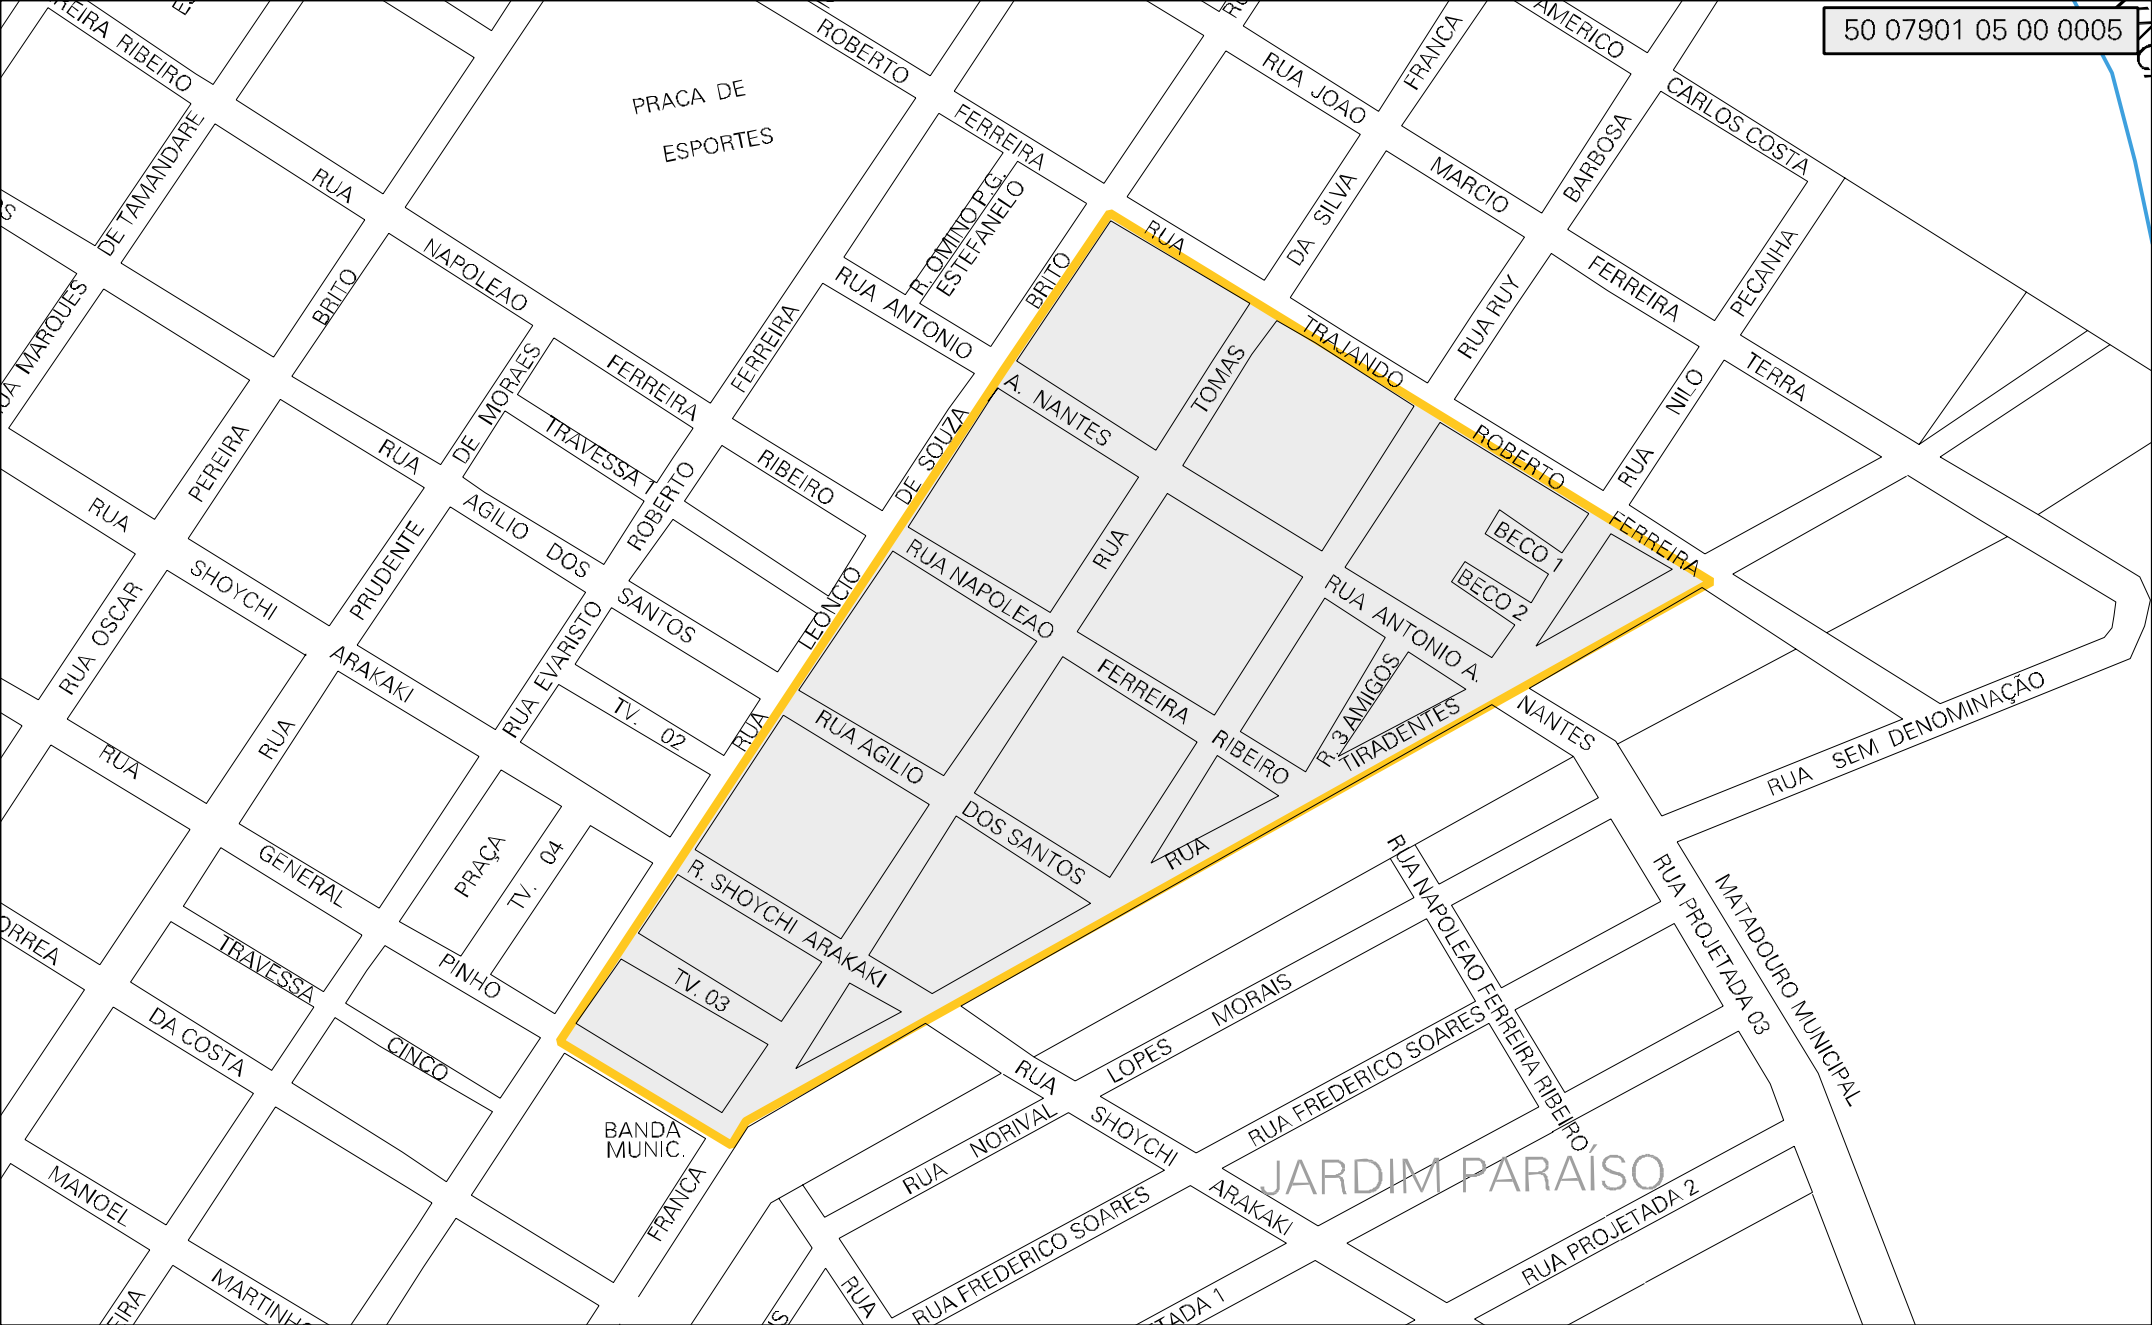 50 07901 05 00 0005
RIBEIRO
ROBERTO
AMERICO
FRANCA
RUA JOAO
CARLOS COSTA
PRACA DE
ESPORTES
FERREIRA
MARCIO
BARBOSA
DE TAMANDARE
RUA
R. OMINO P.G.
ESTEFANELO
DA SILVA
RUA
NAPOLEAO
BRITO
BRITO
RUA ANTONIO
FERREIRA
PECANHA
RUA MARQUES
FERREIRA
TRAJANDO
RUA RUY
TERRA
DE MORAES
FERREIRA
TOMAS
A. NANTES
NILO
RUA
TRAVESSA 1
RIBEIRO
DE SOUZA
ROBERTO
RUA
PEREIRA
AGILIO DOS
ROBERTO
RUA
BECO 1
FERREIRA
RUA
SHOYCHI
PRUDENTE
SANTOS
LEONCIO
RUA NAPOLEAO
BECO 2
RUA ANTONIO A.
RUA OSCAR
ARAKAKI
RUA EVARISTO
FERREIRA
R. 3 AMIGOS
TIRADENTES
NANTES
RUA SEM DENOMINAÇÃO
TV. 02
RUA
RUA AGILIO
RIBEIRO
RUA
RUA
DOS SANTOS
RUA
GENERAL
PRAÇA
TV. 04
R. SHOYCHI ARAKAKI
RUA NAPOLEAO FERREIRA RIBEIRO
RUA PROJETADA 03
MATADOURO MUNICIPAL
TRAVESSA
PINHO
TV. 03
DA COSTA
CINCO
RUA
SHOYCHI
ARAKAKI
LOPES MORAIS
RUA FREDERICO SOARES
BANDA
MUNIC.
RUA NORIVAL
JARDIM PARAÍSO
MANOEL
FRANCA
RUA FREDERICO SOARES
RUA PROJETADA 2
MARTINHO
RUA